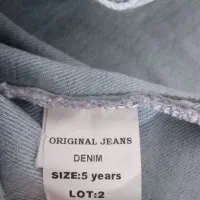 ORIGINAL JEANS
DENIM
SIZE:5 years
LOT:2